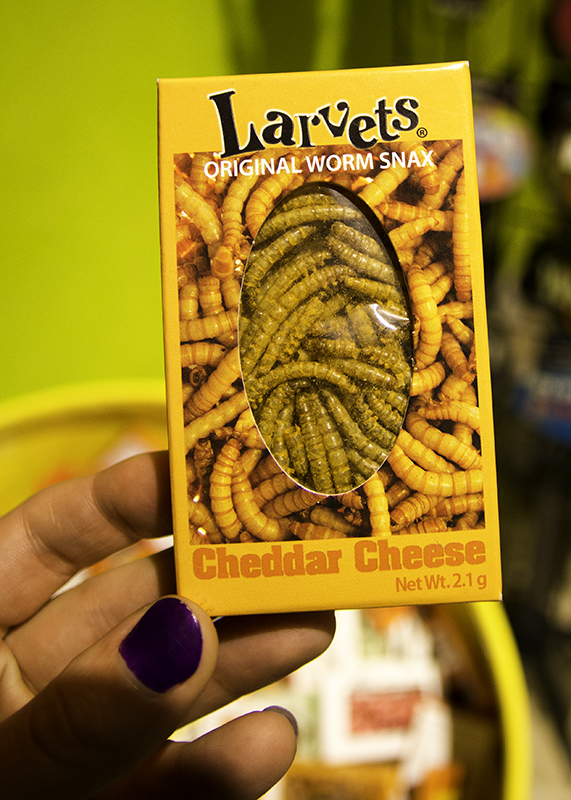 Larvets®
ORIGINAL WORM SNAX
Cheddar Cheese
Net Wt. 2.1 g